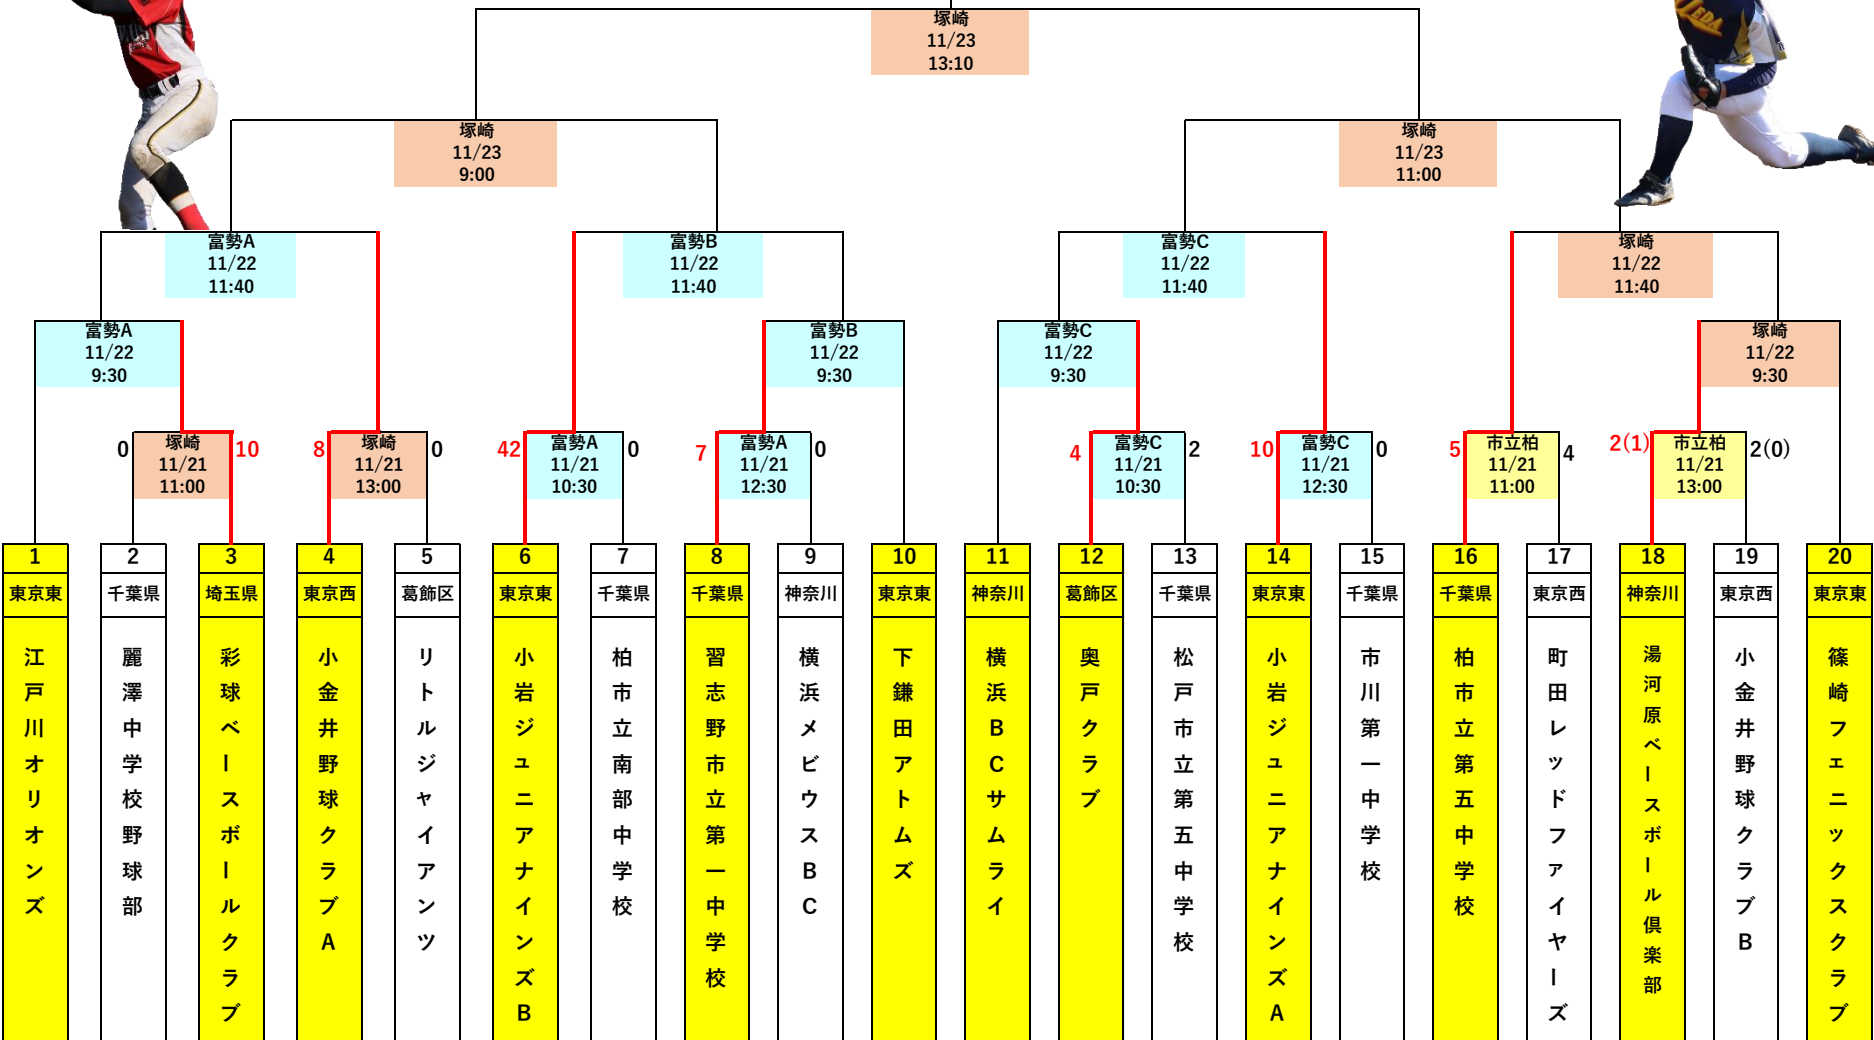 塚崎
11/23
13:10
塚崎
11/23
9:00
塚崎
11/23
11:00
富勢A
11/22
11:40
富勢B
11/22
11:40
富勢C
11/22
11:40
塚崎
11/22
11:40
富勢A
11/22
9:30
富勢B
11/22
9:30
富勢C
11/22
9:30
塚崎
11/22
9:30
0
塚崎
11/21
11:00
10
8
塚崎
11/21
13:00
0
42
富勢A
11/21
10:30
0
7
富勢A
11/21
12:30
0
4
富勢C
11/21
10:30
2
10
富勢C
11/21
12:30
0
5
市立柏
11/21
11:00
4
2(1)
市立柏
11/21
13:00
2(0)
1
東京東
江戸川オリオンズ
2
千葉県
麗澤中学校野球部
3
埼玉県
彩球ベースボールクラブ
4
東京西
小金井野球クラブA
5
葛飾区
リトルジャイアンツ
6
東京東
小岩ジュニアナインズB
7
千葉県
柏市立南部中学校
8
千葉県
習志野市立第一中学校
9
神奈川
横浜メビウスBC
10
東京東
下鎌田アトムズ
11
神奈川
横浜BCサムライ
12
葛飾区
奥戸クラブ
13
千葉県
松戸市立第五中学校
14
東京東
小岩ジュニアナインズA
15
千葉県
市川第一中学校
16
千葉県
柏市立第五中学校
17
東京西
町田レッドファイヤーズ
18
神奈川
湯河原ベースボール倶楽部
19
東京西
小金井野球クラブB
20
東京東
篠崎フェニックスクラブ